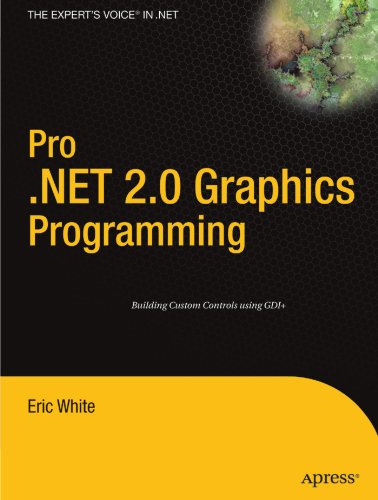 THE EXPERT'S VOICE® IN .NET
Pro
.NET 2.0 Graphics
Programming
Building Custom Controls using GDI+
Eric White
Apress®